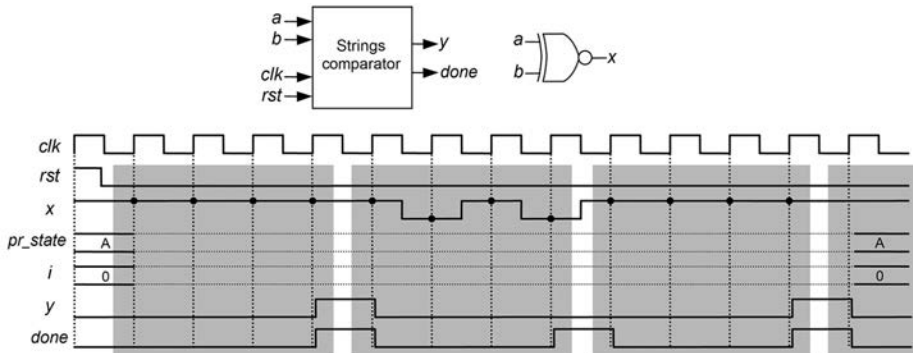 a
b
clk
rst
Strings
comparator
y
done
a
b
x
clk
rst
x
pr_state A A
i 0 0
y
done